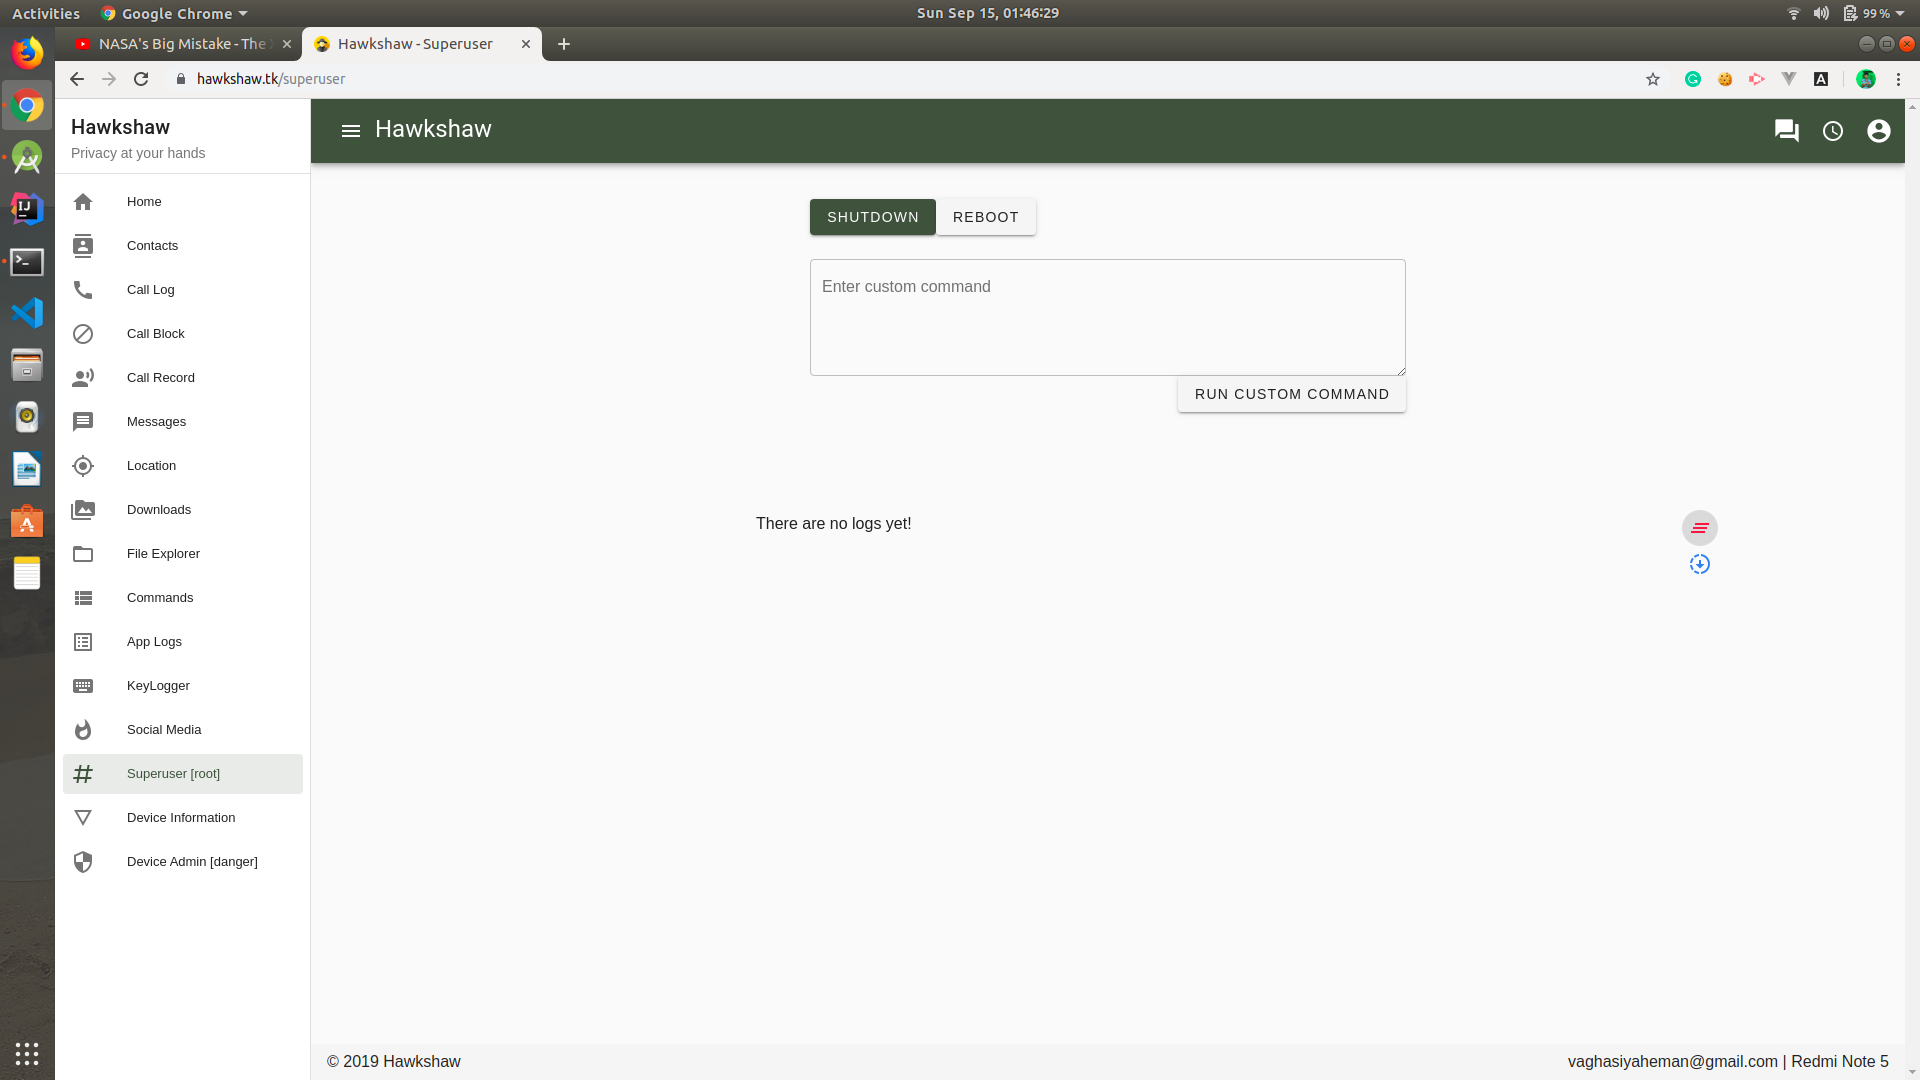 Activities
Google Chrome
Sun Sep 15, 01:46:29
99 %
NASA's Big Mistake - The
Hawkshaw - Superuser
hawkshaw.tk/superuser
Hawkshaw
Privacy at your hands
Hawkshaw
Home
Contacts
Call Log
Call Block
Call Record
Messages
Location
Downloads
File Explorer
Commands
App Logs
KeyLogger
Social Media
Superuser [root]
Device Information
Device Admin [danger]
SHUTDOWN
REBOOT
Enter custom command
RUN CUSTOM COMMAND
There are no logs yet!
© 2019 Hawkshaw
vaghasiyaheman@gmail.com | Redmi Note 5